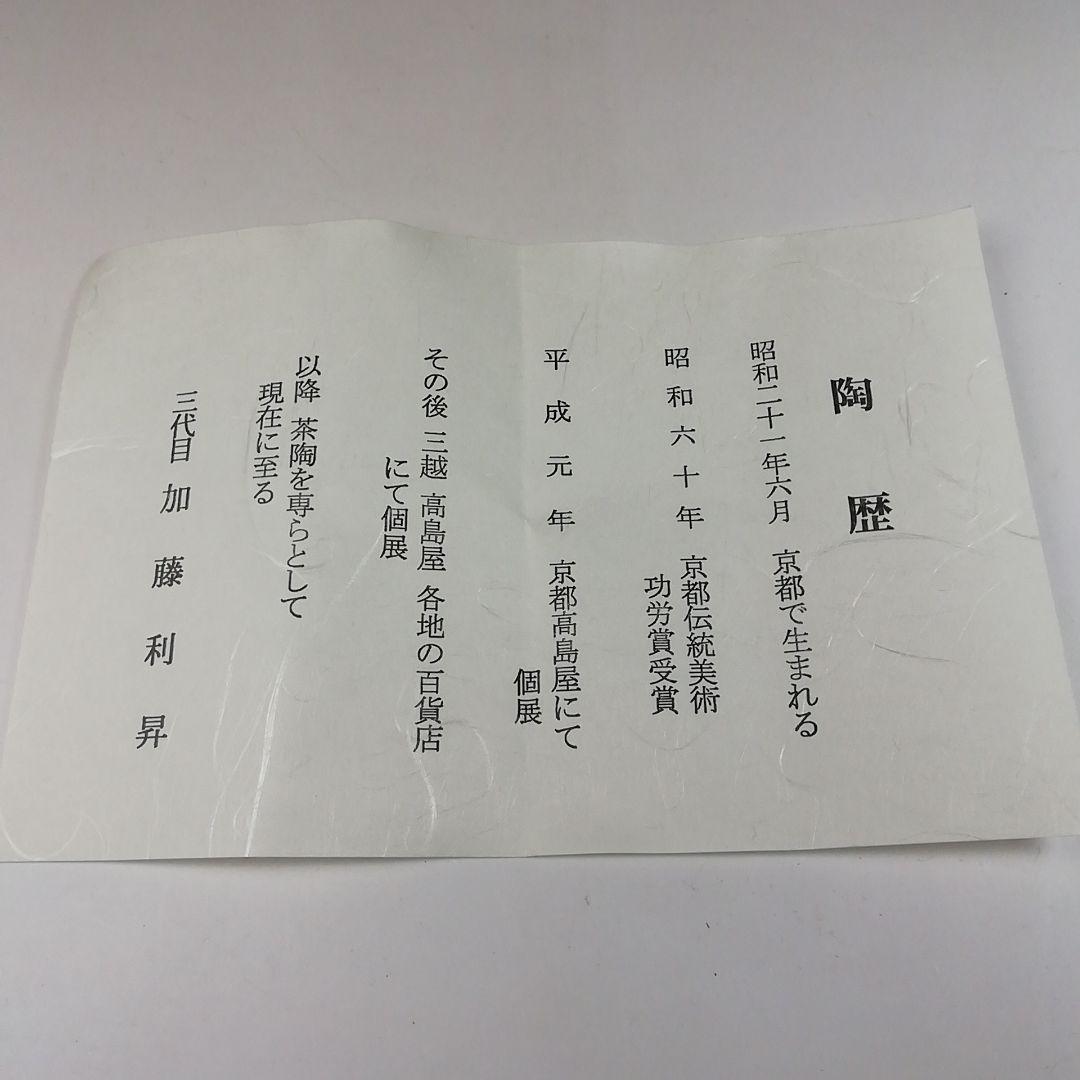 陶歴
昭和二十一年六月 京都で生まれる
昭和六十年 京都伝統美術
功労賞受賞
平成元年 京都高島屋にて
個展
その後 三越 高島屋 各地の百貨店
にて個展
以降 茶陶を専らとして
現在に至る
三代目 加藤利昇